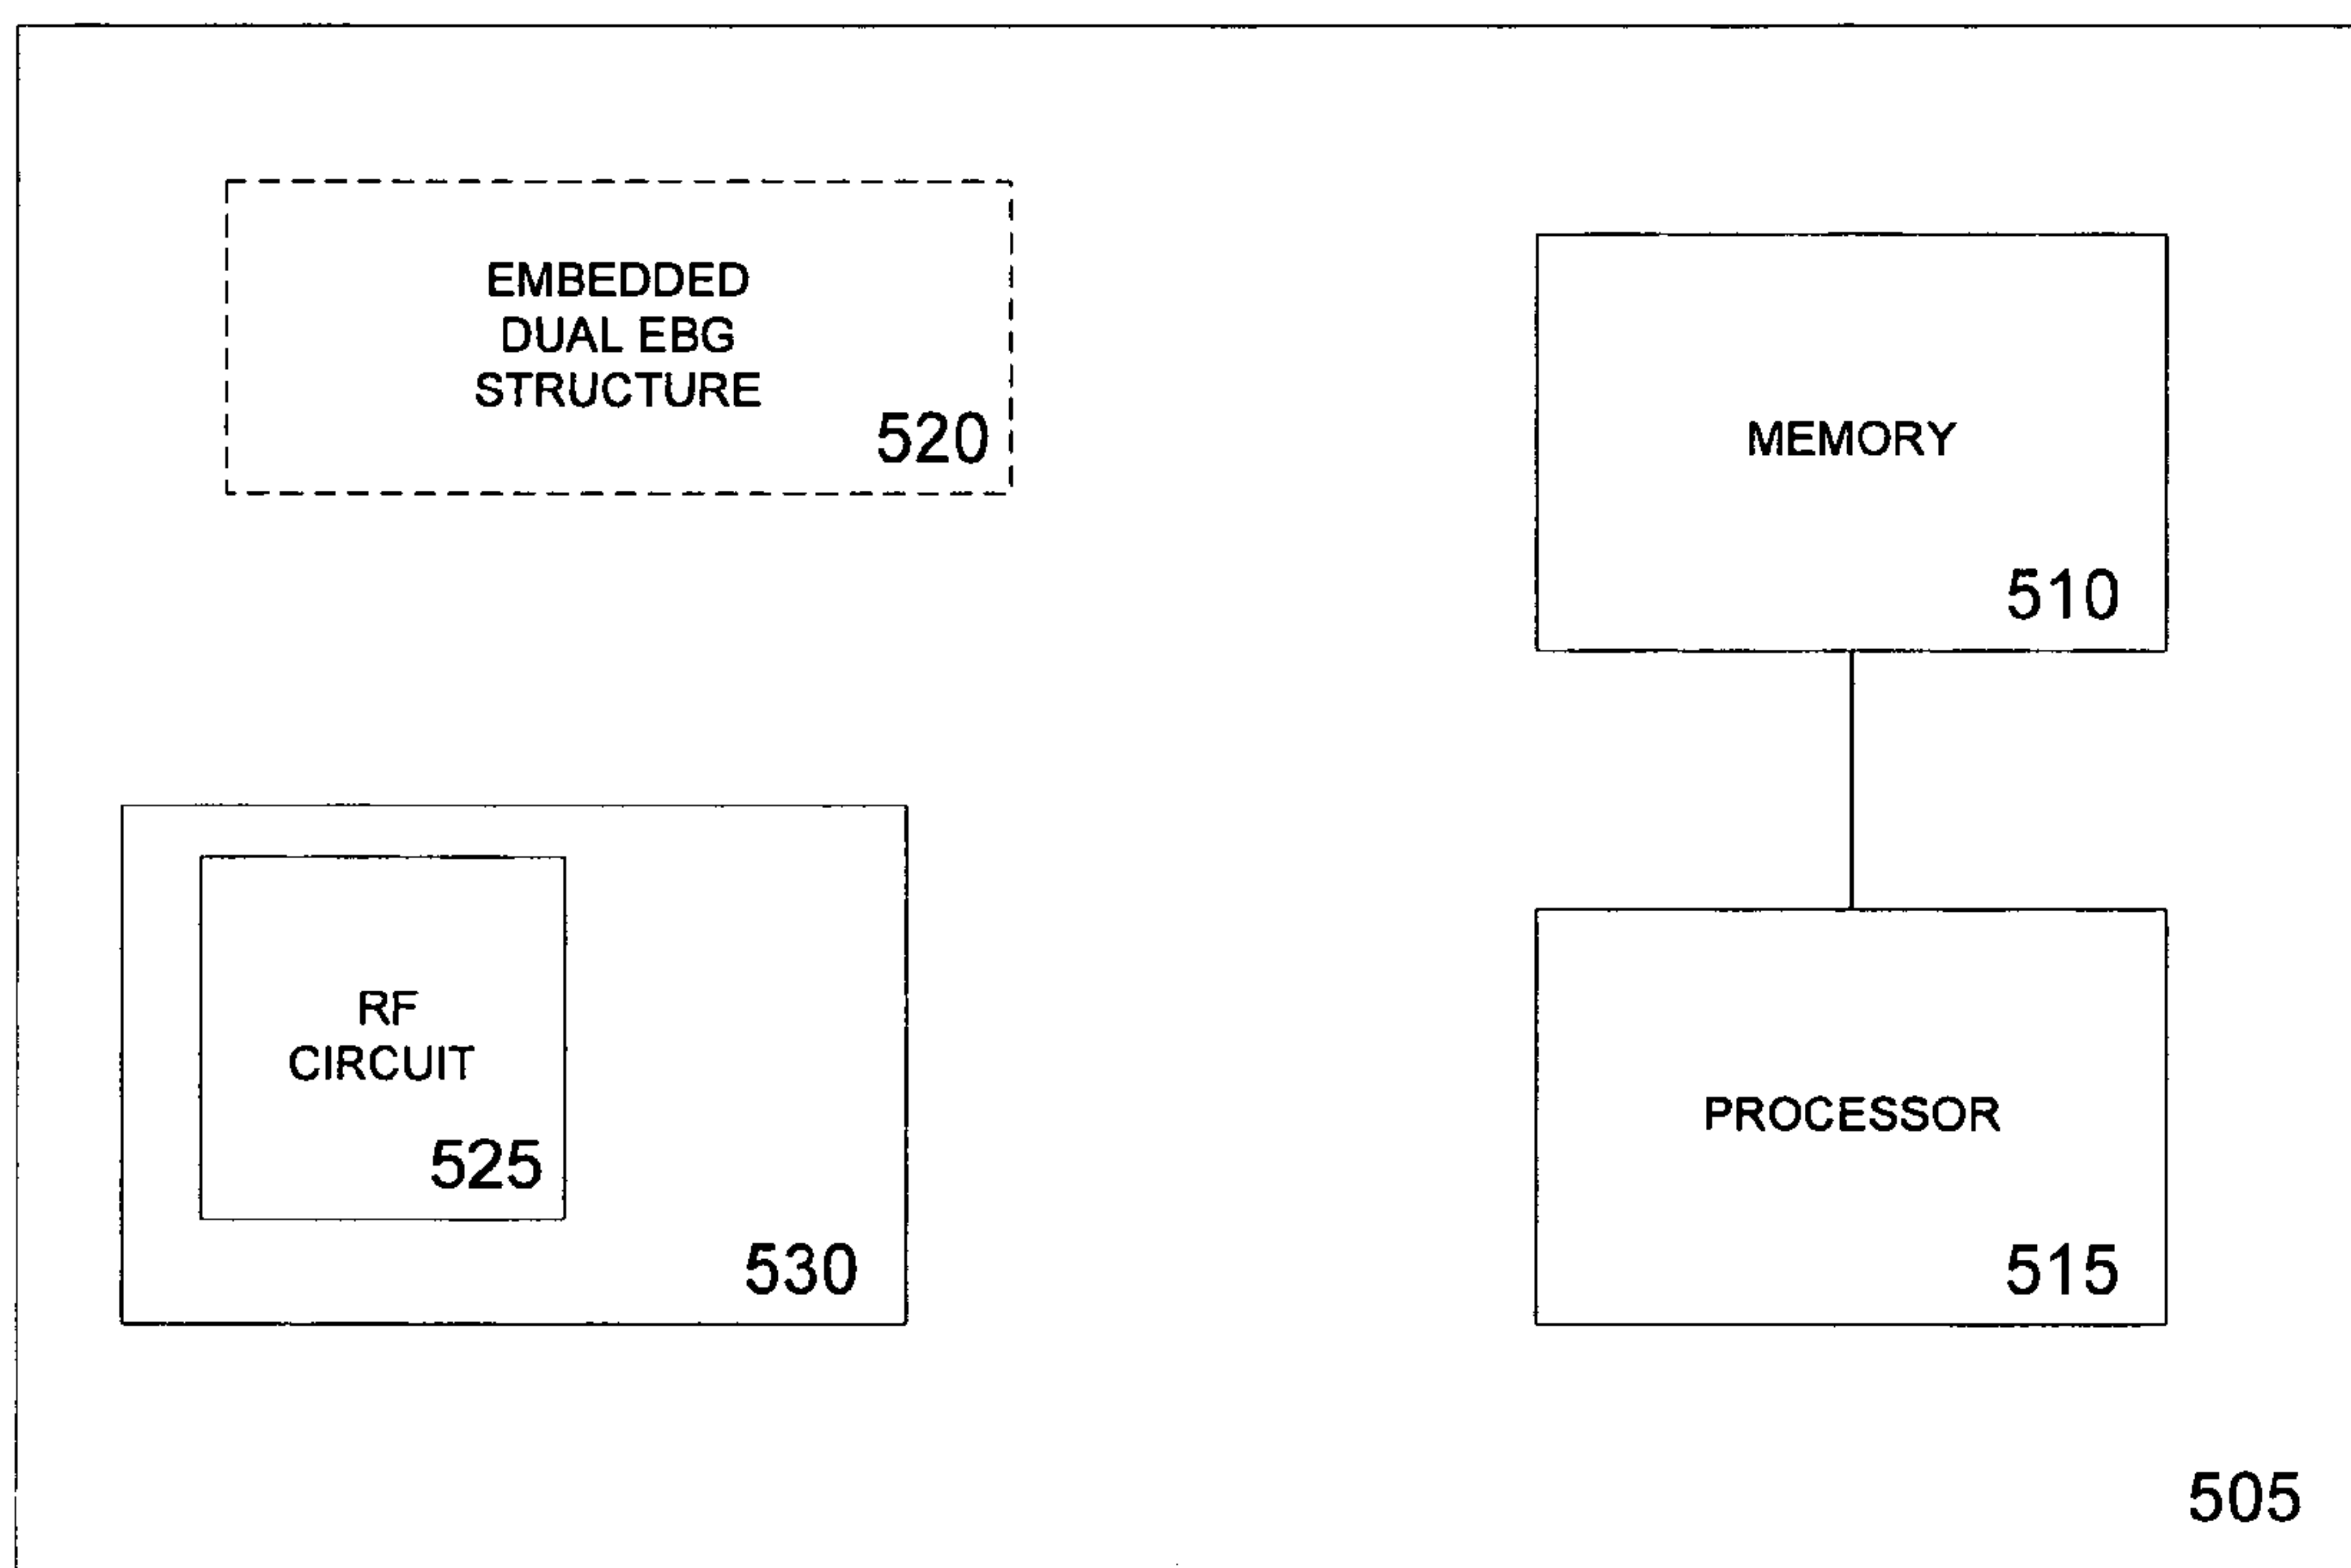 EMBEDDED
DUAL EBG
STRUCTURE
520
MEMORY
510
RF
CIRCUIT
525
530
PROCESSOR
515
505